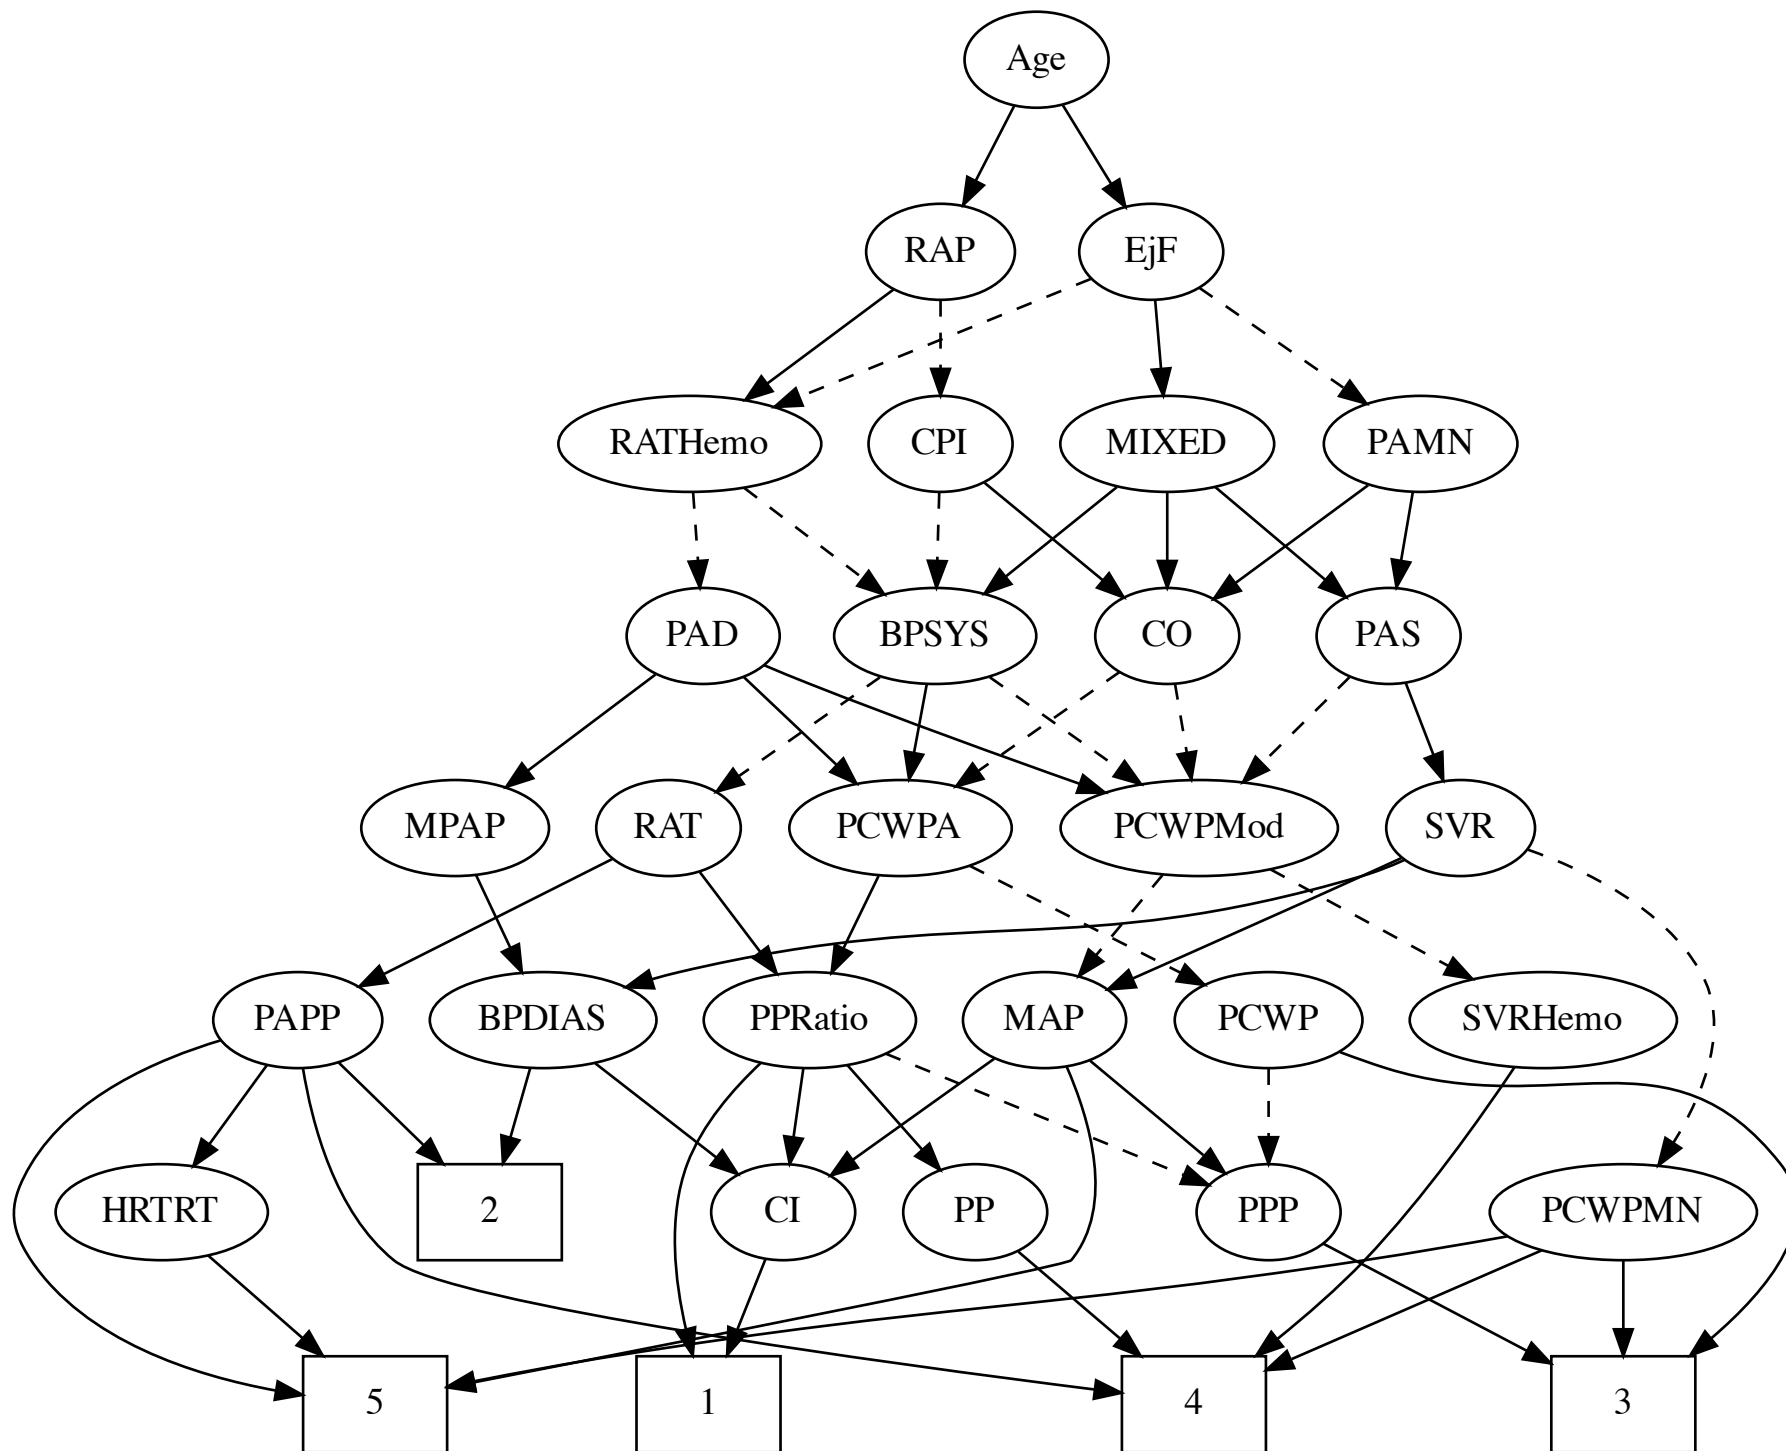 Age
RAP
EjF
RATHemo
CPI
MIXED
PAMN
PAD
BPSYS
CO
PAS
MPAP
RAT
PCWPA
PCWPMod
SVR
PAPP
BPDIAS
PPRatio
MAP
PCWP
SVRHemo
HRTRT
2
CI
PP
PPP
PCWPMN
5
1
4
3